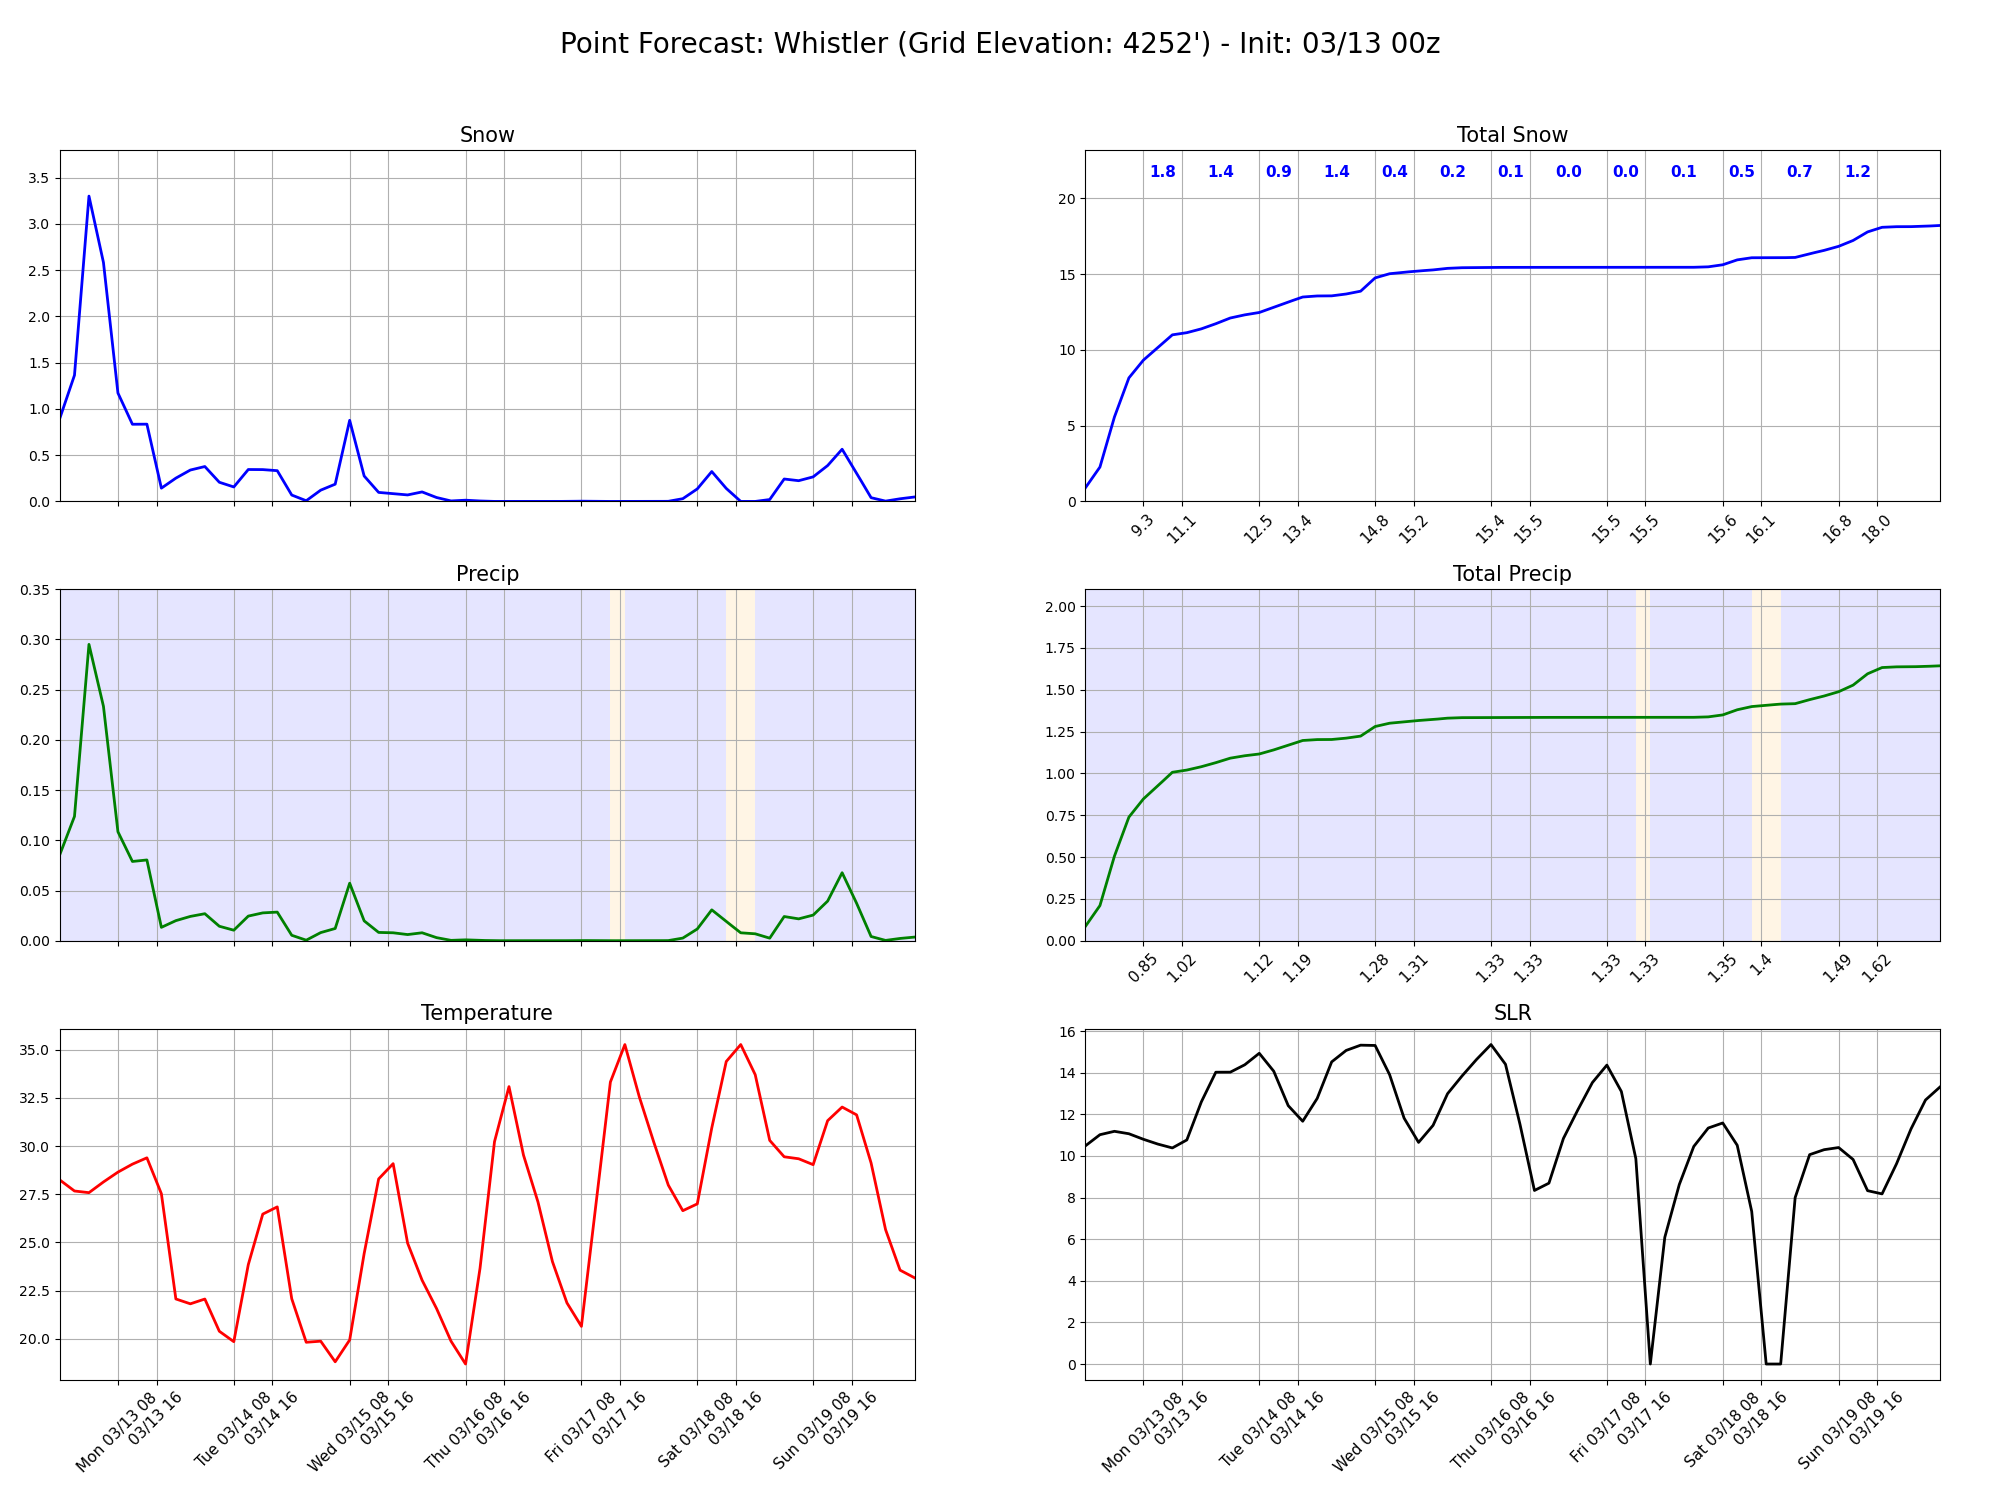 Point Forecast: Whistler (Grid Elevation: 4252') - Init: 03/13 00z
Snow
3.5
3.0
2.5
2.0
1.5
1.0
0.5
0.0
Total Snow
1.8 1.4 0.9 1.4 0.4 0.2 0.1 0.0 0.0 0.1 0.5 0.7 1.2
20
15
10
5
0
9.3 11.1 12.5 13.4 14.8 15.2 15.4 15.5 15.5 15.5 15.6 16.1 16.8 18.0
Precip
0.35
0.30
0.25
0.20
0.15
0.10
0.05
0.00
Total Precip
2.00
1.75
1.50
1.25
1.00
0.75
0.50
0.25
0.00
0.85 1.02 1.12 1.19 1.28 1.31 1.33 1.33 1.33 1.33 1.35 1.4 1.49 1.62
Temperature
35.0
32.5
30.0
27.5
25.0
22.5
20.0
Mon 03/13 08
03/13 16
Tue 03/14 08
03/14 16
Wed 03/15 08
03/15 16
Thu 03/16 08
03/16 16
Fri 03/17 08
03/17 16
Sat 03/18 08
03/18 16
Sun 03/19 08
03/19 16
SLR
16
14
12
10
8
6
4
2
0
Mon 03/13 08
03/13 16
Tue 03/14 08
03/14 16
Wed 03/15 08
03/15 16
Thu 03/16 08
03/16 16
Fri 03/17 08
03/17 16
Sat 03/18 08
03/18 16
Sun 03/19 08
03/19 16